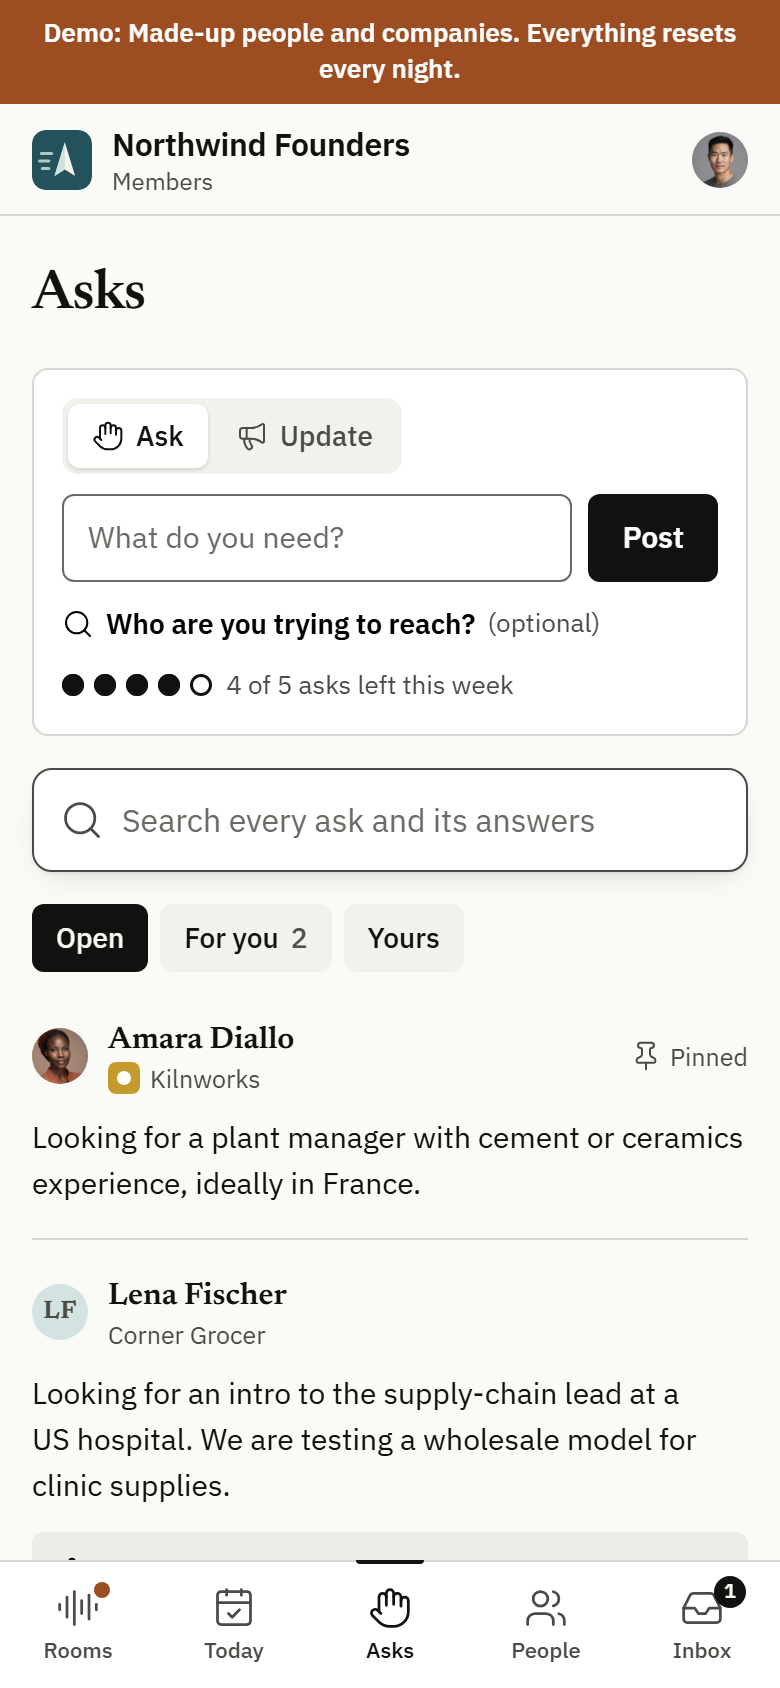 Demo: Made-up people and companies. Everything resets
every night.
Northwind Founders
Members
Asks
Ask
Update
What do you need?
Post
Who are you trying to reach? (optional)
4 of 5 asks left this week
Search every ask and its answers
Open
For you 2
Yours
Amara Diallo
Kilnworks
Pinned
Looking for a plant manager with cement or ceramics
experience, ideally in France.
LF
Lena Fischer
Corner Grocer
Looking for an intro to the supply-chain lead at a
US hospital. We are testing a wholesale model for
clinic supplies.
1
Rooms
Today
Asks
People
Inbox